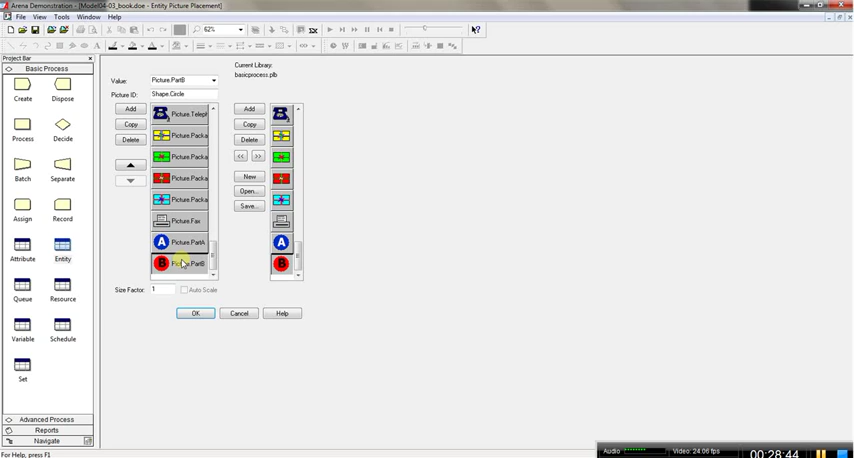 Arena Demonstration - [Model04-03_book.doe - Entity Picture Placement]
File View Tools Window Help
62%
Project Bar
Basic Process
Create Dispose
Process Decide
Batch Separate
Assign Record
Attribute Entity
Queue Resource
Variable Schedule
Set
Advanced Process
Reports
Navigate
For Help, press F1
Current Library:
basicprocess.plb
Value: Picture.PartB
Picture ID: Shape.Circle
Add
Copy
Delete
Picture.Teleph
Picture.Packa
Picture.Packa
Picture.Packa
Picture.Packa
Picture.Fax
A Picture.PartA
B Picture.PartB
Add
Copy
Delete
<< >>
New
Open...
Save...
A
B
Size Factor: 1 Auto Scale
OK Cancel Help
Audio Video: 24.06 fps 00:28:44